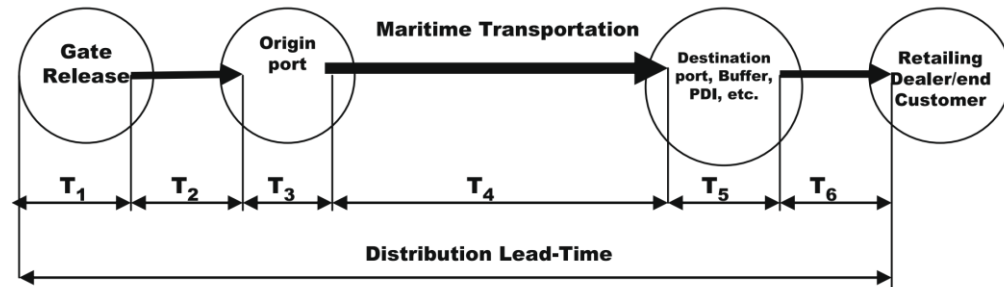 Maritime Transportation
Gate
Release
Origin
port
Destination
port, Buffer,
PDI, etc.
Retailing
Dealer/end
Customer
T1
T2
T3
T4
T5
T6
Distribution Lead-Time